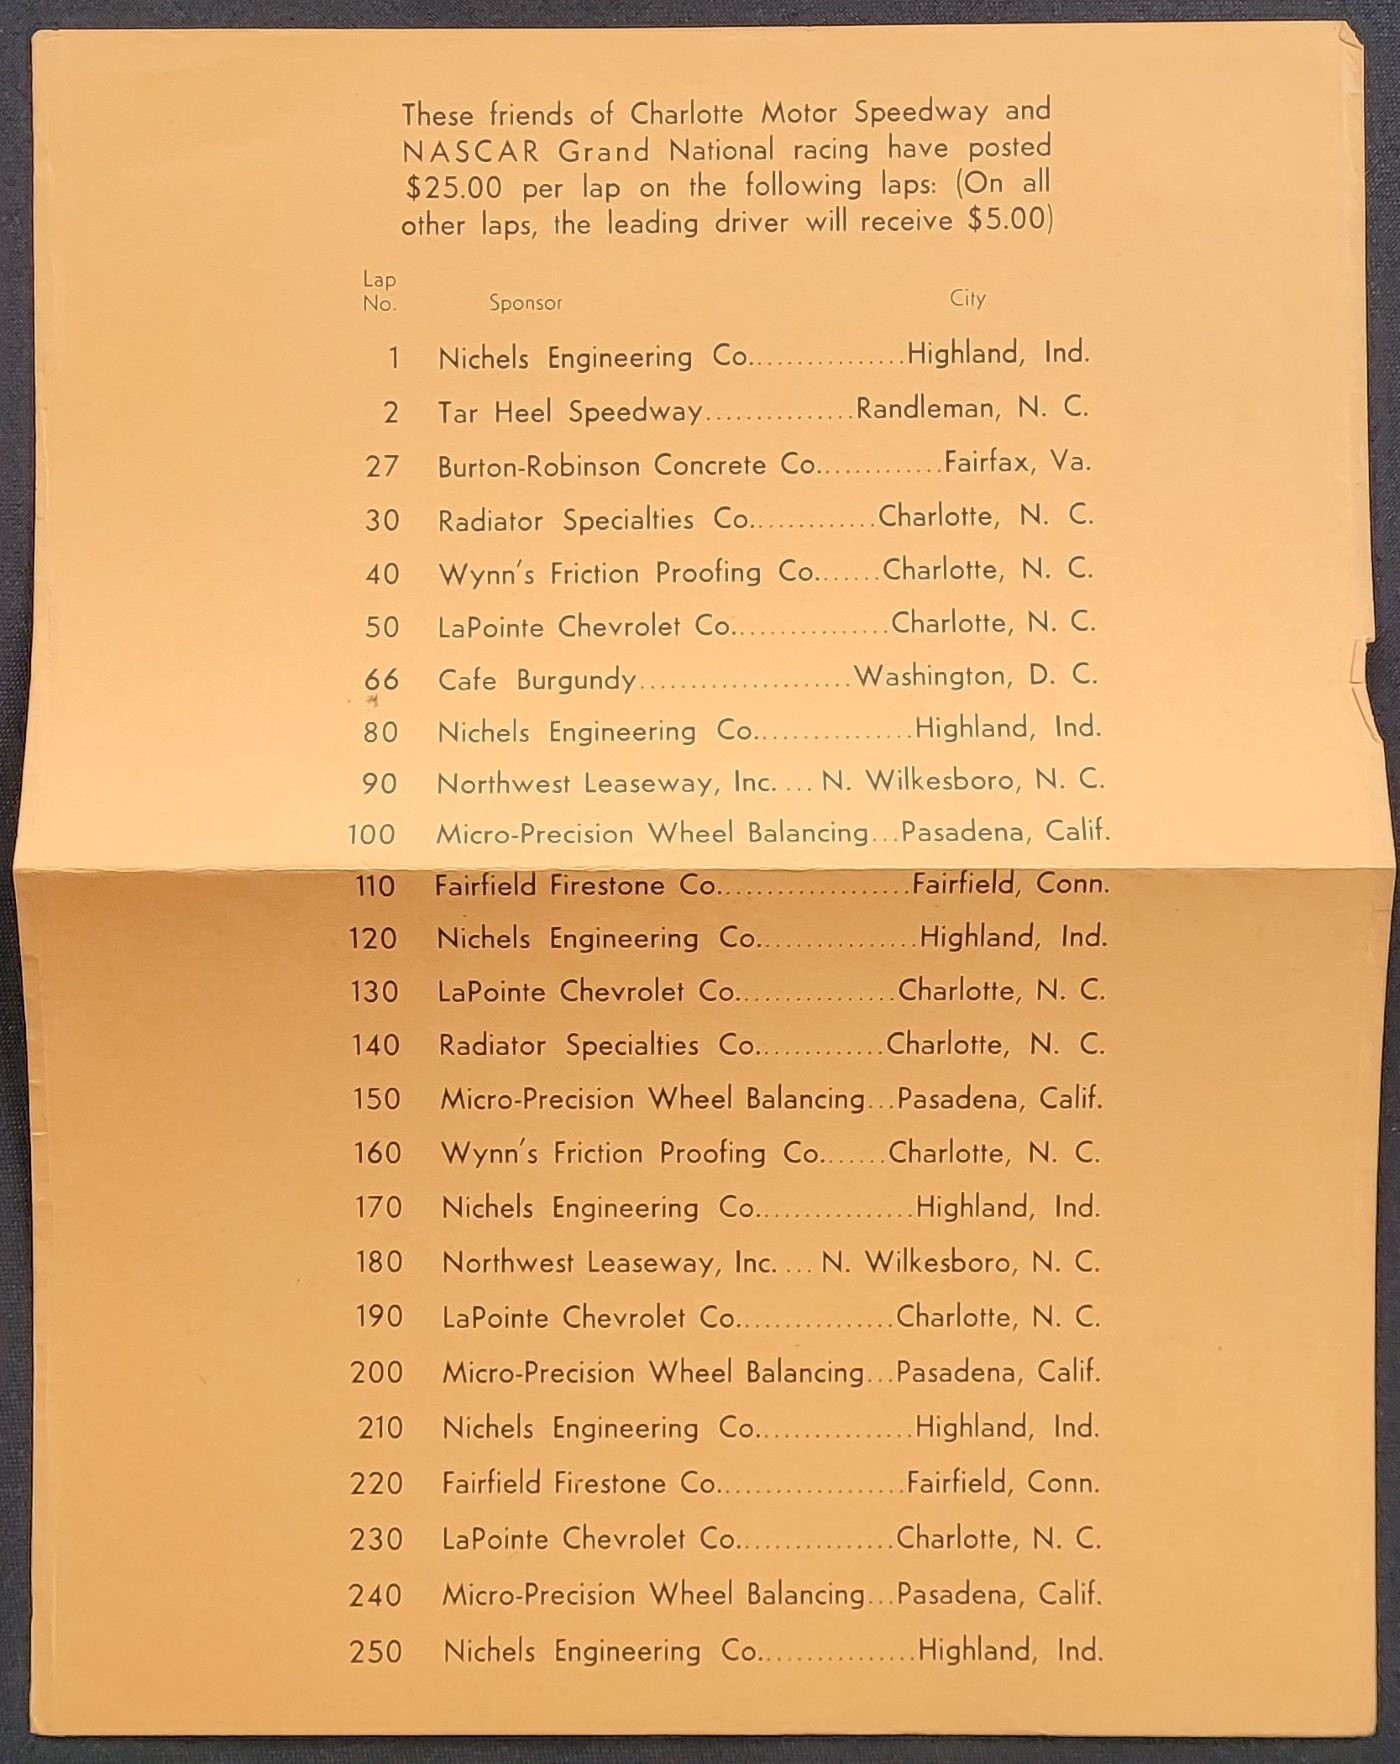 These friends of Charlotte Motor Speedway and
NASCAR Grand National racing have posted
$25.00 per lap on the following laps: (On all
other laps, the leading driver will receive $5.00)
Lap
No. Sponsor City
1 Nichels Engineering Co................Highland, Ind.
2 Tar Heel Speedway...............Randleman, N. C.
27 Burton-Robinson Concrete Co.............Fairfax, Va.
30 Radiator Specialties Co.............Charlotte, N. C.
40 Wynn's Friction Proofing Co.......Charlotte, N. C.
50 LaPointe Chevrolet Co................Charlotte, N. C.
66 Cafe Burgundy.....................Washington, D. C.
80 Nichels Engineering Co................Highland, Ind.
90 Northwest Leaseway, Inc. ... N. Wilkesboro, N. C.
100 Micro-Precision Wheel Balancing...Pasadena, Calif.
110 Fairfield Firestone Co...................Fairfield, Conn.
120 Nichels Engineering Co................Highland, Ind.
130 LaPointe Chevrolet Co................Charlotte, N. C.
140 Radiator Specialties Co.............Charlotte, N. C.
150 Micro-Precision Wheel Balancing...Pasadena, Calif.
160 Wynn's Friction Proofing Co.......Charlotte, N. C.
170 Nichels Engineering Co................Highland, Ind.
180 Northwest Leaseway, Inc. ... N. Wilkesboro, N. C.
190 LaPointe Chevrolet Co................Charlotte, N. C.
200 Micro-Precision Wheel Balancing...Pasadena, Calif.
210 Nichels Engineering Co................Highland, Ind.
220 Fairfield Firestone Co...................Fairfield, Conn.
230 LaPointe Chevrolet Co................Charlotte, N. C.
240 Micro-Precision Wheel Balancing...Pasadena, Calif.
250 Nichels Engineering Co................Highland, Ind.